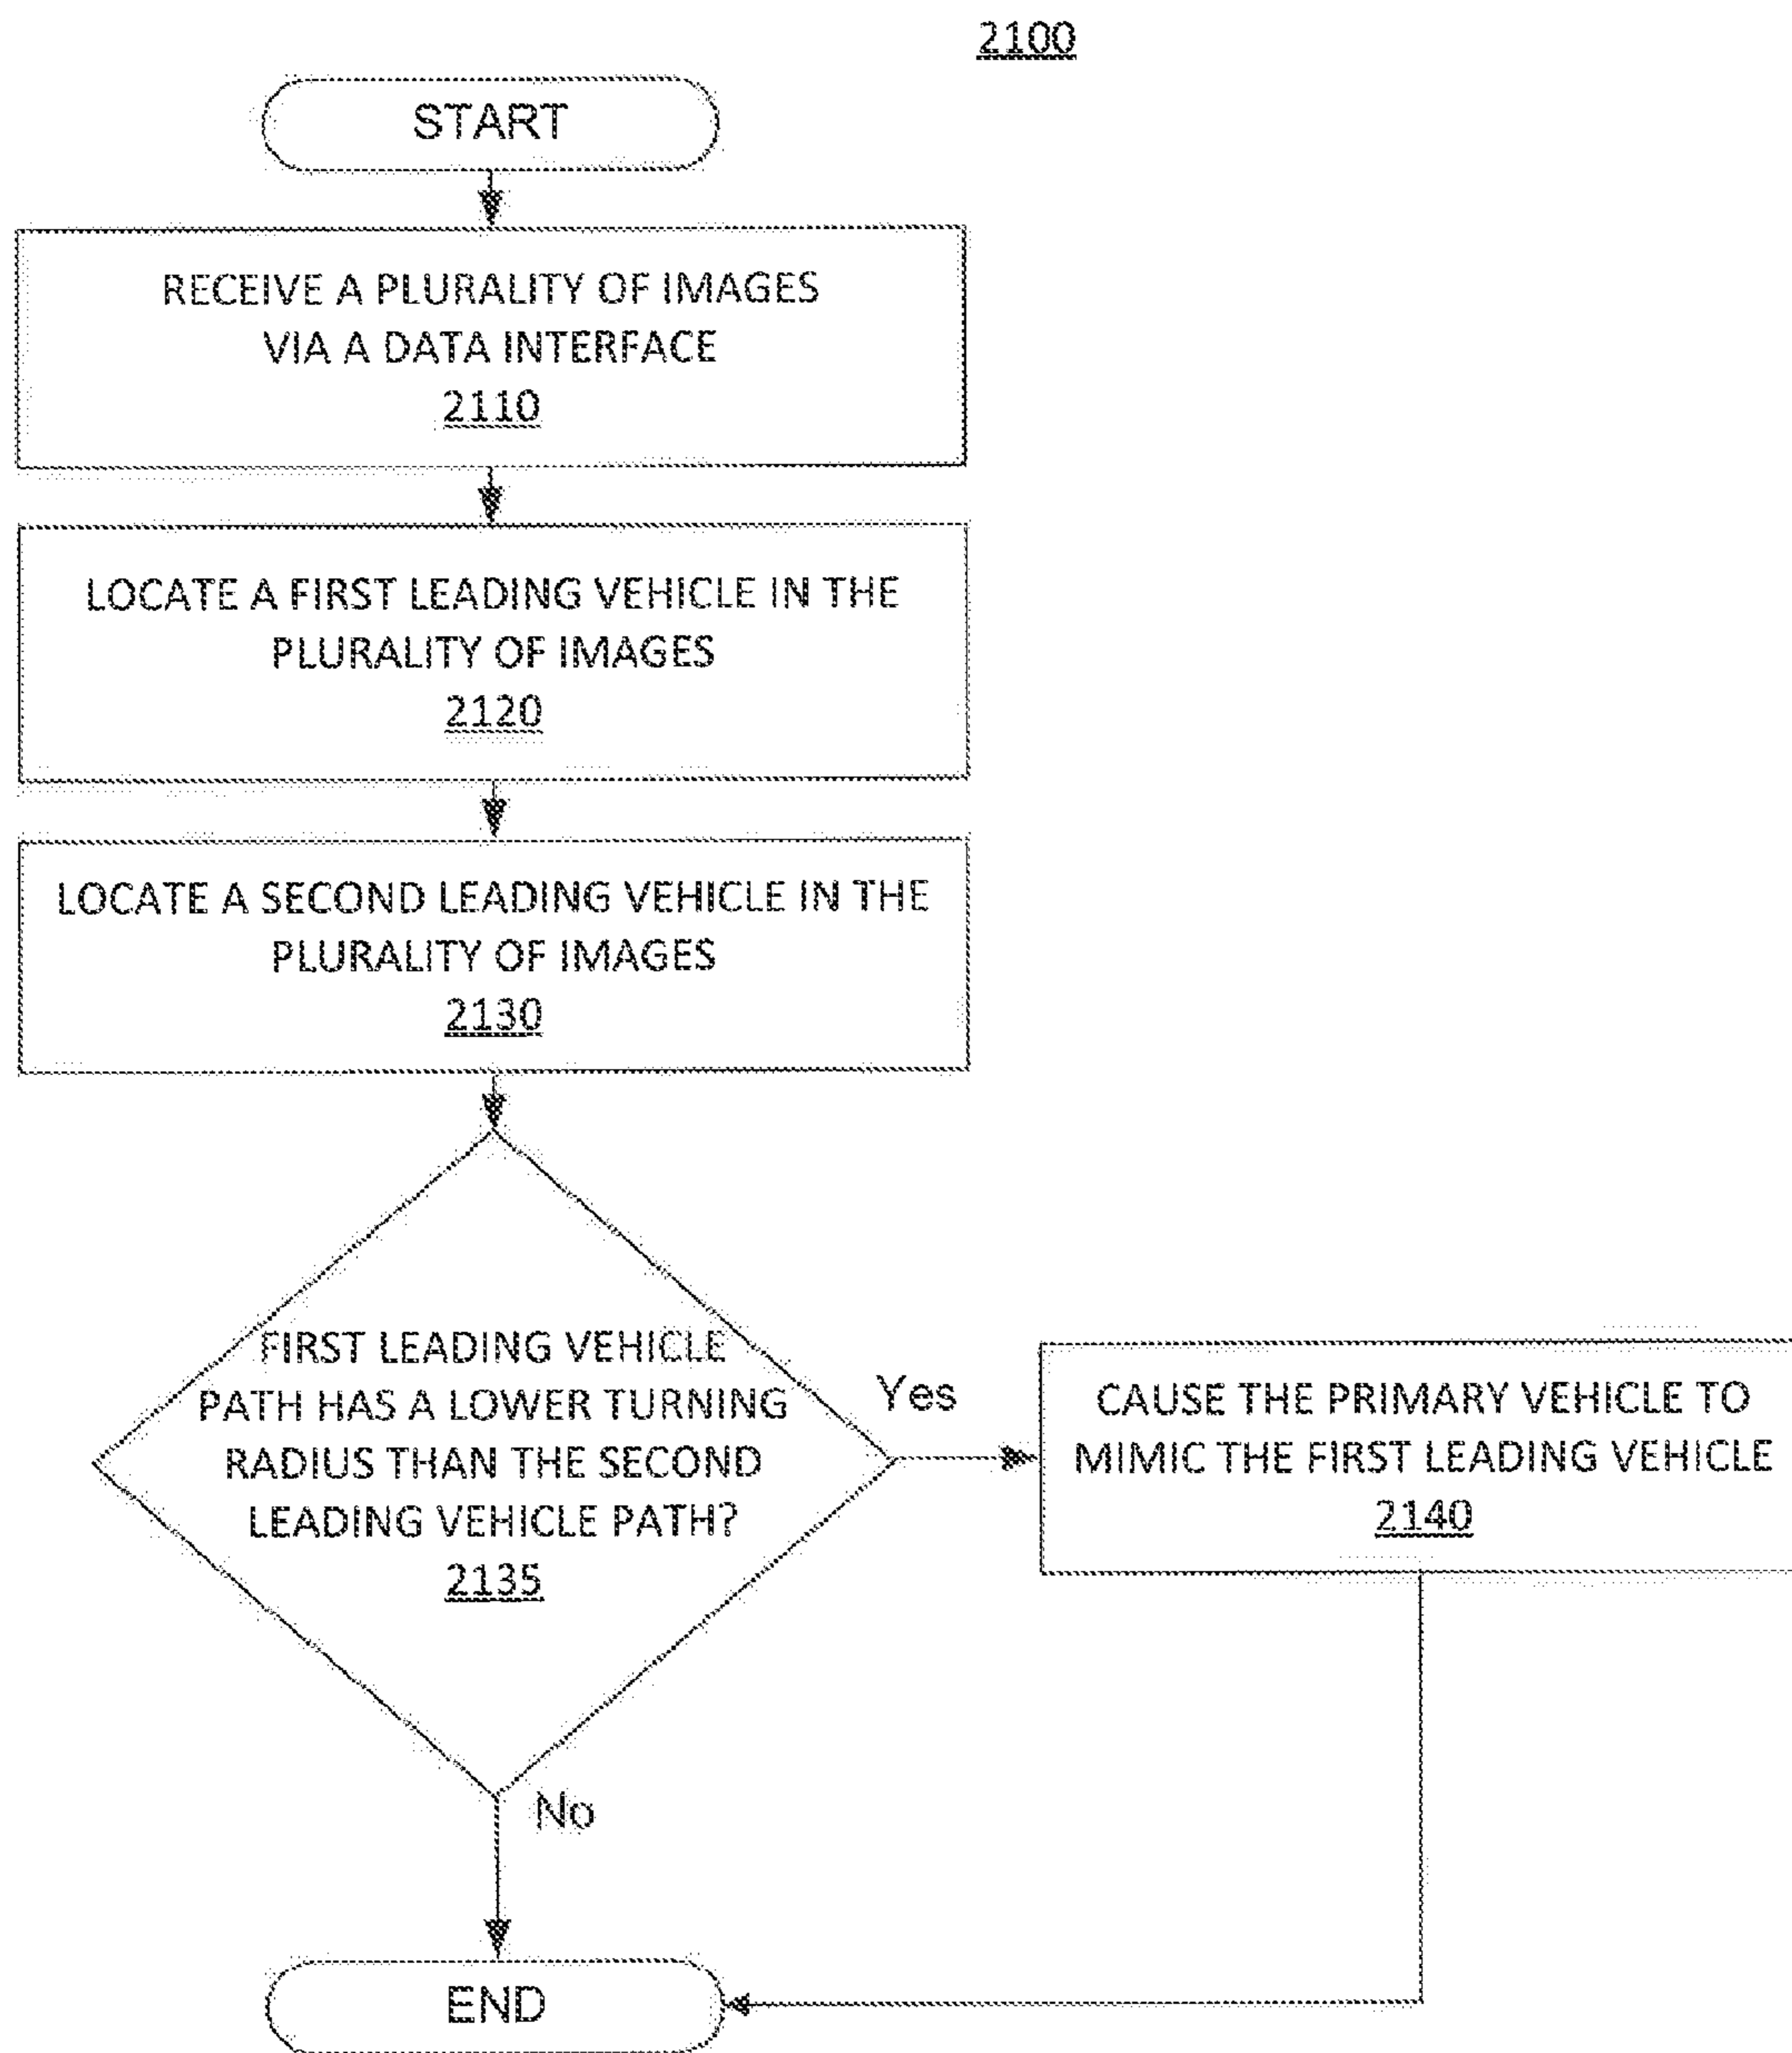 2100
START
RECEIVE A PLURALITY OF IMAGES
VIA A DATA INTERFACE
2110
LOCATE A FIRST LEADING VEHICLE IN THE
PLURALITY OF IMAGES
2120
LOCATE A SECOND LEADING VEHICLE IN THE
PLURALITY OF IMAGES
2130
FIRST LEADING VEHICLE
PATH HAS A LOWER TURNING
RADIUS THAN THE SECOND
LEADING VEHICLE PATH?
2135
Yes
CAUSE THE PRIMARY VEHICLE TO
MIMIC THE FIRST LEADING VEHICLE
2140
No
END